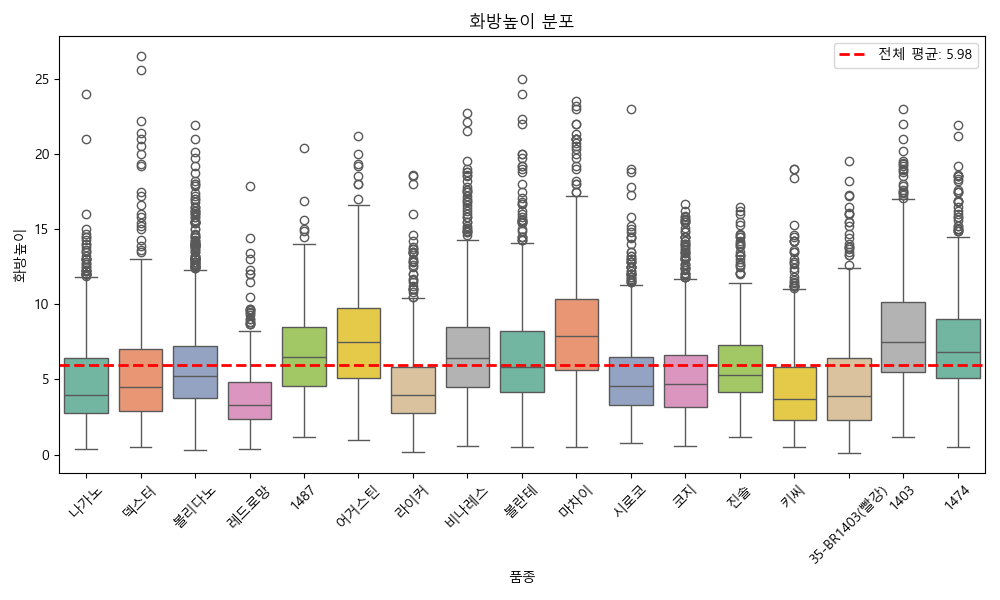 화방높이 분포
전체 평균: 5.98
화방높이
25
20
15
10
5
0
나가노
덱스터
볼리다노
레드로망
1487
어거스틴
라이커
비나레스
볼란테
마차이
시로코
코지
진솔
키씨
35-BR1403(빨강)
1403
1474
품종